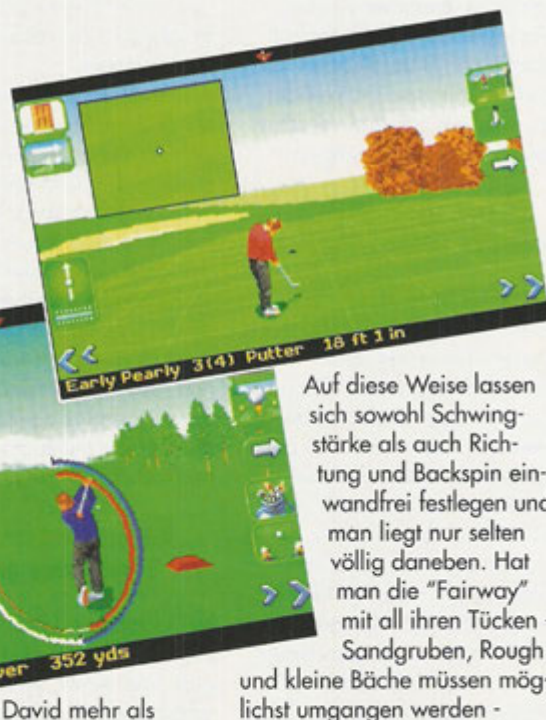 Early Pearly 3(4) Putter 18 ft 1 in
352 yds
Auf diese Weise lassen
sich sowohl Schwing-
stärke als auch Rich-
tung und Backspin ein-
wandfrei festlegen und
man liegt nur selten
völlig daneben. Hat
man die "Fairway"
mit all ihren Tücken -
Sandgruben, Rough
und kleine Bäche müssen mög-
lichst umgangen werden -
David mehr als